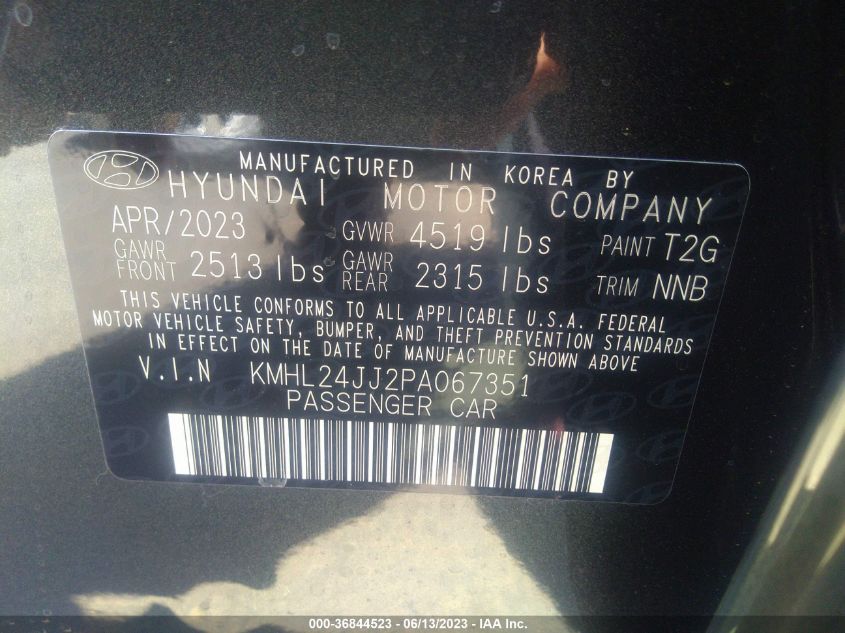 MANUFACTURED IN KOREA BY
HYUNDAI MOTOR COMPANY
APR/2023 GVWR 4519 lbs PAINT T2G
GAWR FRONT 2513 lbs GAWR REAR 2315 lbs TRIM NNB
THIS VEHICLE CONFORMS TO ALL APPLICABLE U.S.A. FEDERAL
MOTOR VEHICLE SAFETY, BUMPER, AND THEFT PREVENTION STANDARDS
IN EFFECT ON THE DATE OF MANUFACTURE SHOWN ABOVE
V.I.N KMHL24JJ2PA067351
PASSENGER CAR
000-36844523 - 06/13/2023 - IAA Inc.